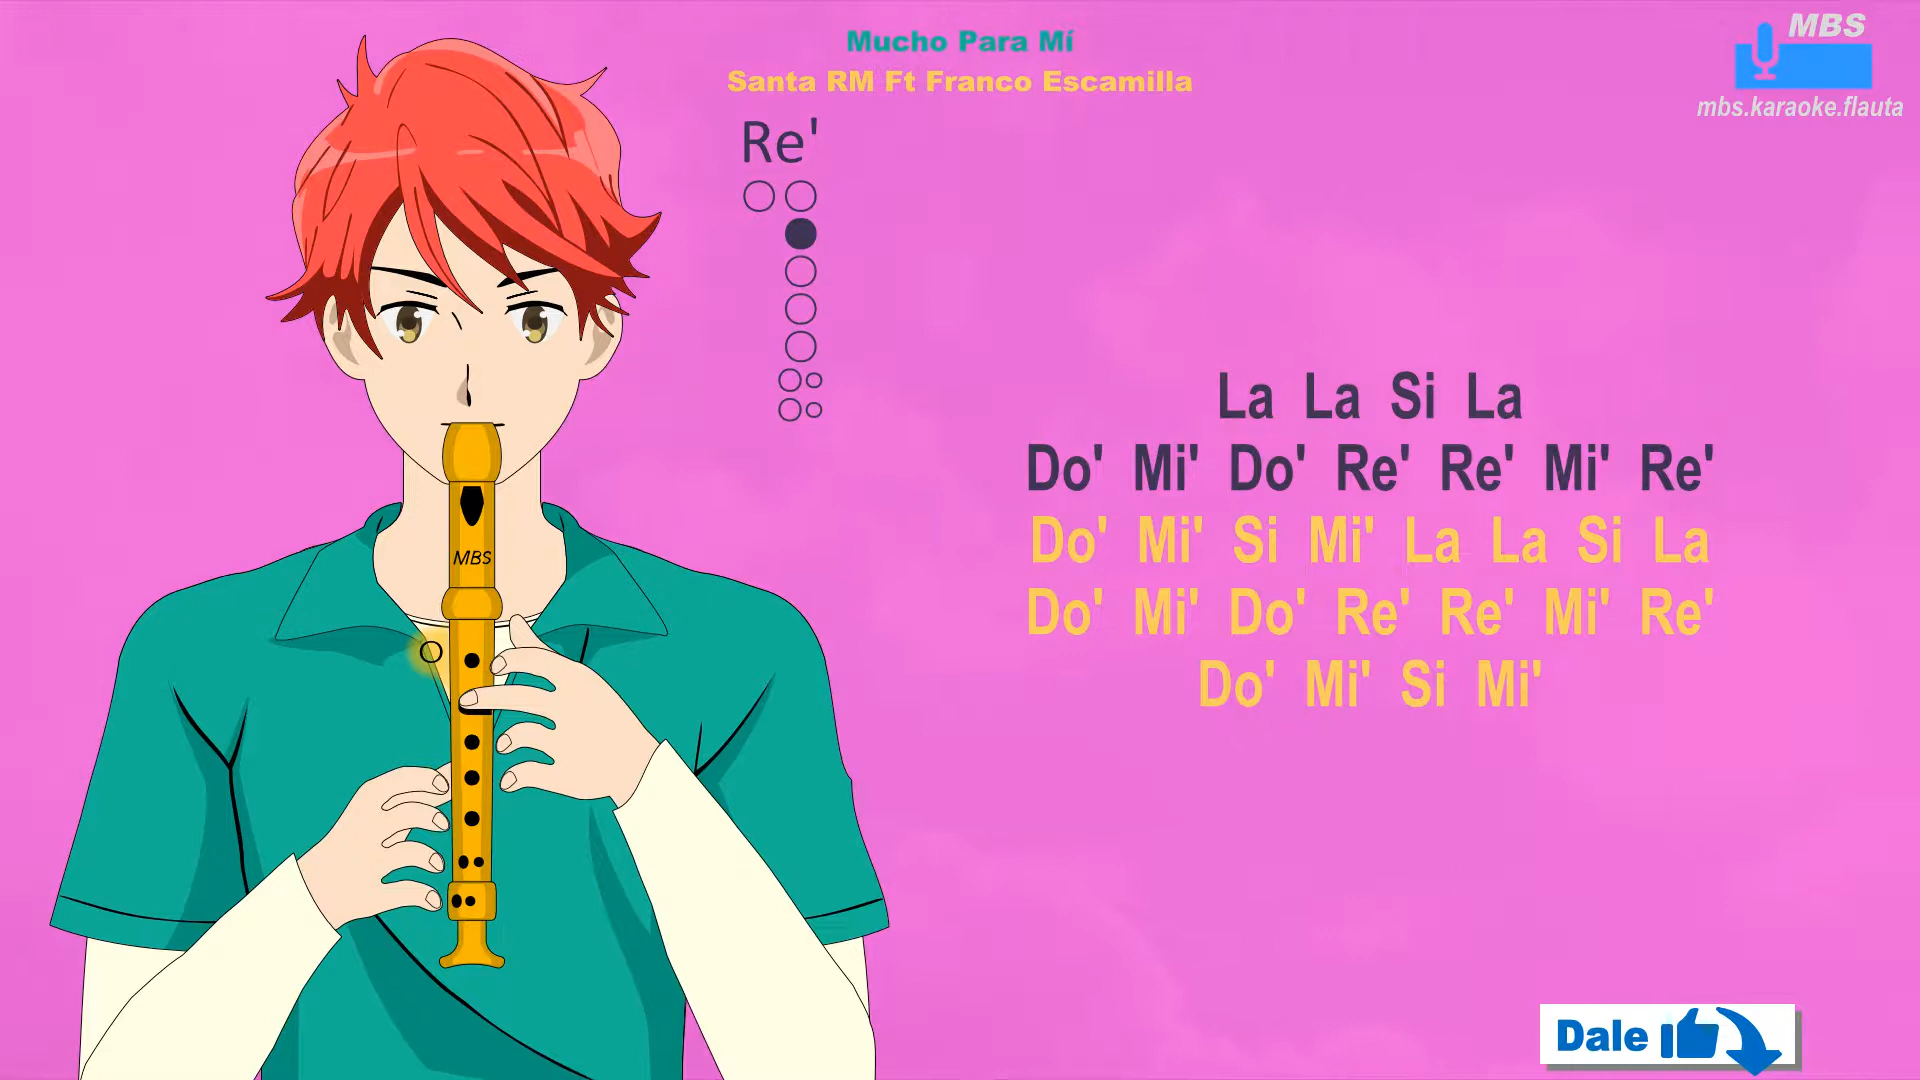 Mucho Para Mí
Santa RM Ft Franco Escamilla
MBS
mbs.karaoke.flauta
Re'
La La Si La
Do' Mi' Do' Re' Re' Mi' Re'
Do' Mi' Si Mi' La La Si La
Do' Mi' Do' Re' Re' Mi' Re'
Do' Mi' Si Mi'
MBS
Dale